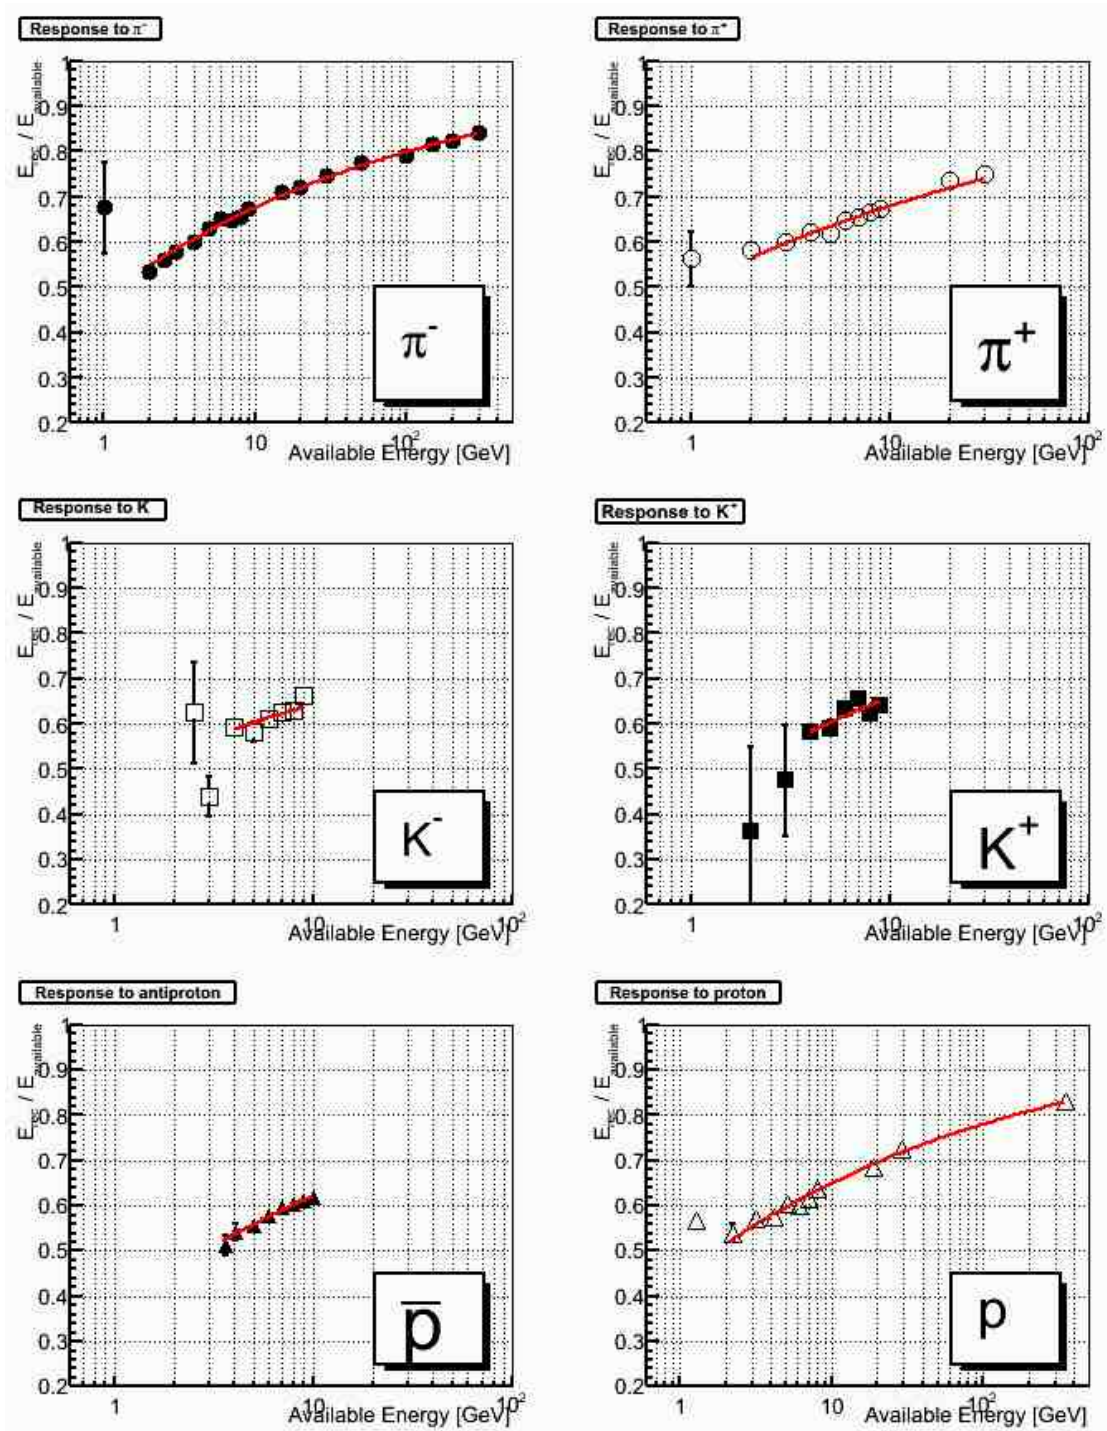 Response to π⁻
E_rec / E_available
1
0.9
0.8
0.7
0.6
0.5
0.4
0.3
0.2
π⁻
1 10 10²
Available Energy [GeV]
Response to π⁺
E_rec / E_available
1
0.9
0.8
0.7
0.6
0.5
0.4
0.3
0.2
π⁺
1 10 10²
Available Energy [GeV]
Response to K
E_rec / E_available
1
0.9
0.8
0.7
0.6
0.5
0.4
0.3
0.2
K⁻
1 10 10²
Available Energy [GeV]
Response to K⁺
E_rec / E_available
1
0.9
0.8
0.7
0.6
0.5
0.4
0.3
0.2
K⁺
1 10 10²
Available Energy [GeV]
Response to antiproton
E_rec / E_available
1
0.9
0.8
0.7
0.6
0.5
0.4
0.3
0.2
p̅
1 10 10²
Available Energy [GeV]
Response to proton
E_rec / E_available
1
0.9
0.8
0.7
0.6
0.5
0.4
0.3
0.2
p
1 10 10²
Available Energy [GeV]